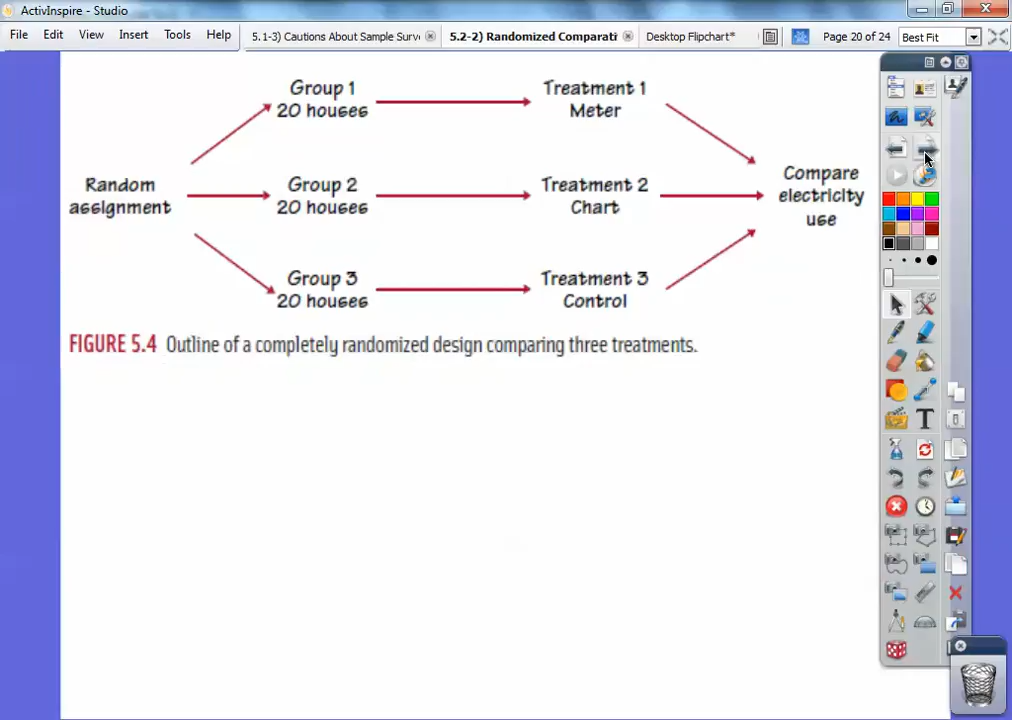 ActivInspire - Studio
File Edit View Insert Tools Help
5.1-3) Cautions About Sample Surv
5.2-2) Randomized Comparati
Desktop Flipchart*
Page 20 of 24
Best Fit
Group 1
20 houses
Treatment 1
Meter
Random
assignment
Group 2
20 houses
Treatment 2
Chart
Compare
electricity
use
Group 3
20 houses
Treatment 3
Control
FIGURE 5.4 Outline of a completely randomized design comparing three treatments.
T